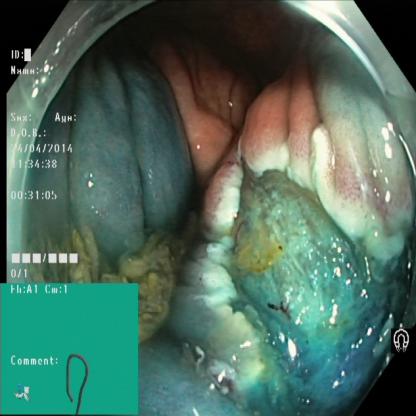 ID:
Name:
Sex: Age:
D.O.B.:
24/04/2014
11:34:38
00:31:05
0/1
Eh:A1 Cm:1
Comment: